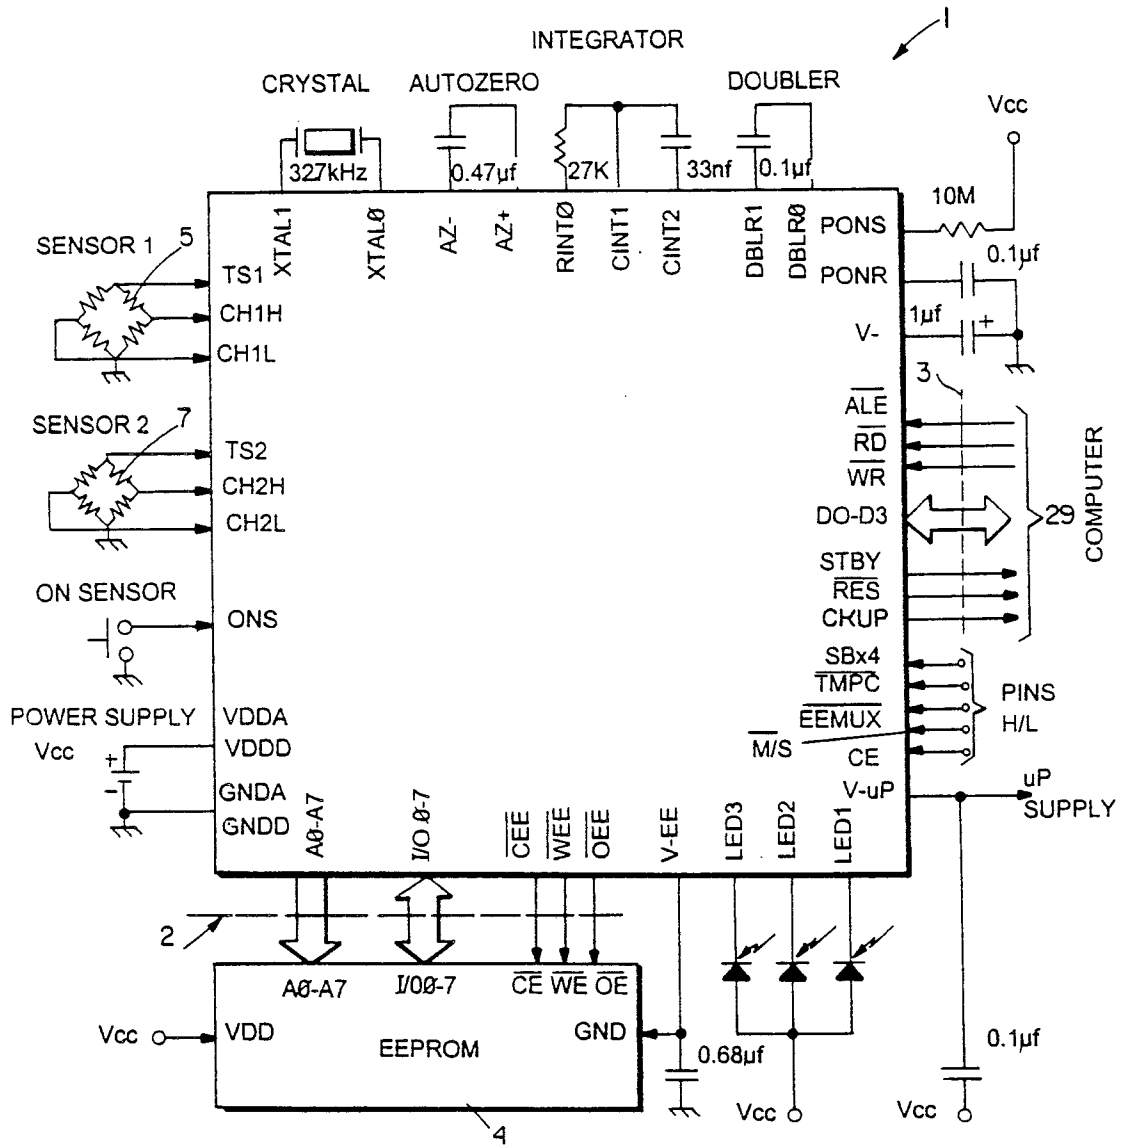 1
INTEGRATOR
CRYSTAL
AUTOZERO
DOUBLER
Vcc
327kHz
0.47µf
27K
33nf
0.1µf
10M
XTAL1
XTALØ
AZ-
AZ+
RINTØ
CINT1
CINT2
DBLR1
DBLRØ
PONS
0.1µf
PONR
1µf
+
V-
SENSOR 1
5
TS1
CH1H
CH1L
3
SENSOR 2
7
TS2
CH2H
CH2L
ALE
RD
WR
DO-D3
29
COMPUTER
STBY
RES
CKUP
ON SENSOR
ONS
SBx4
TMPC
EEMUX
M/S
CE
PINS
H/L
POWER SUPPLY
Vcc
+
-
VDDA
VDDD
GNDA
GNDD
V-uP
uP
SUPPLY
AØ-A7
I/O Ø-7
CEE
WEE
OEE
V-EE
LED3
LED2
LED1
2
AØ-A7
I/OØ-7
CE
WE
OE
Vcc
VDD
GND
EEPROM
0.68µf
0.1µf
Vcc
Vcc
4